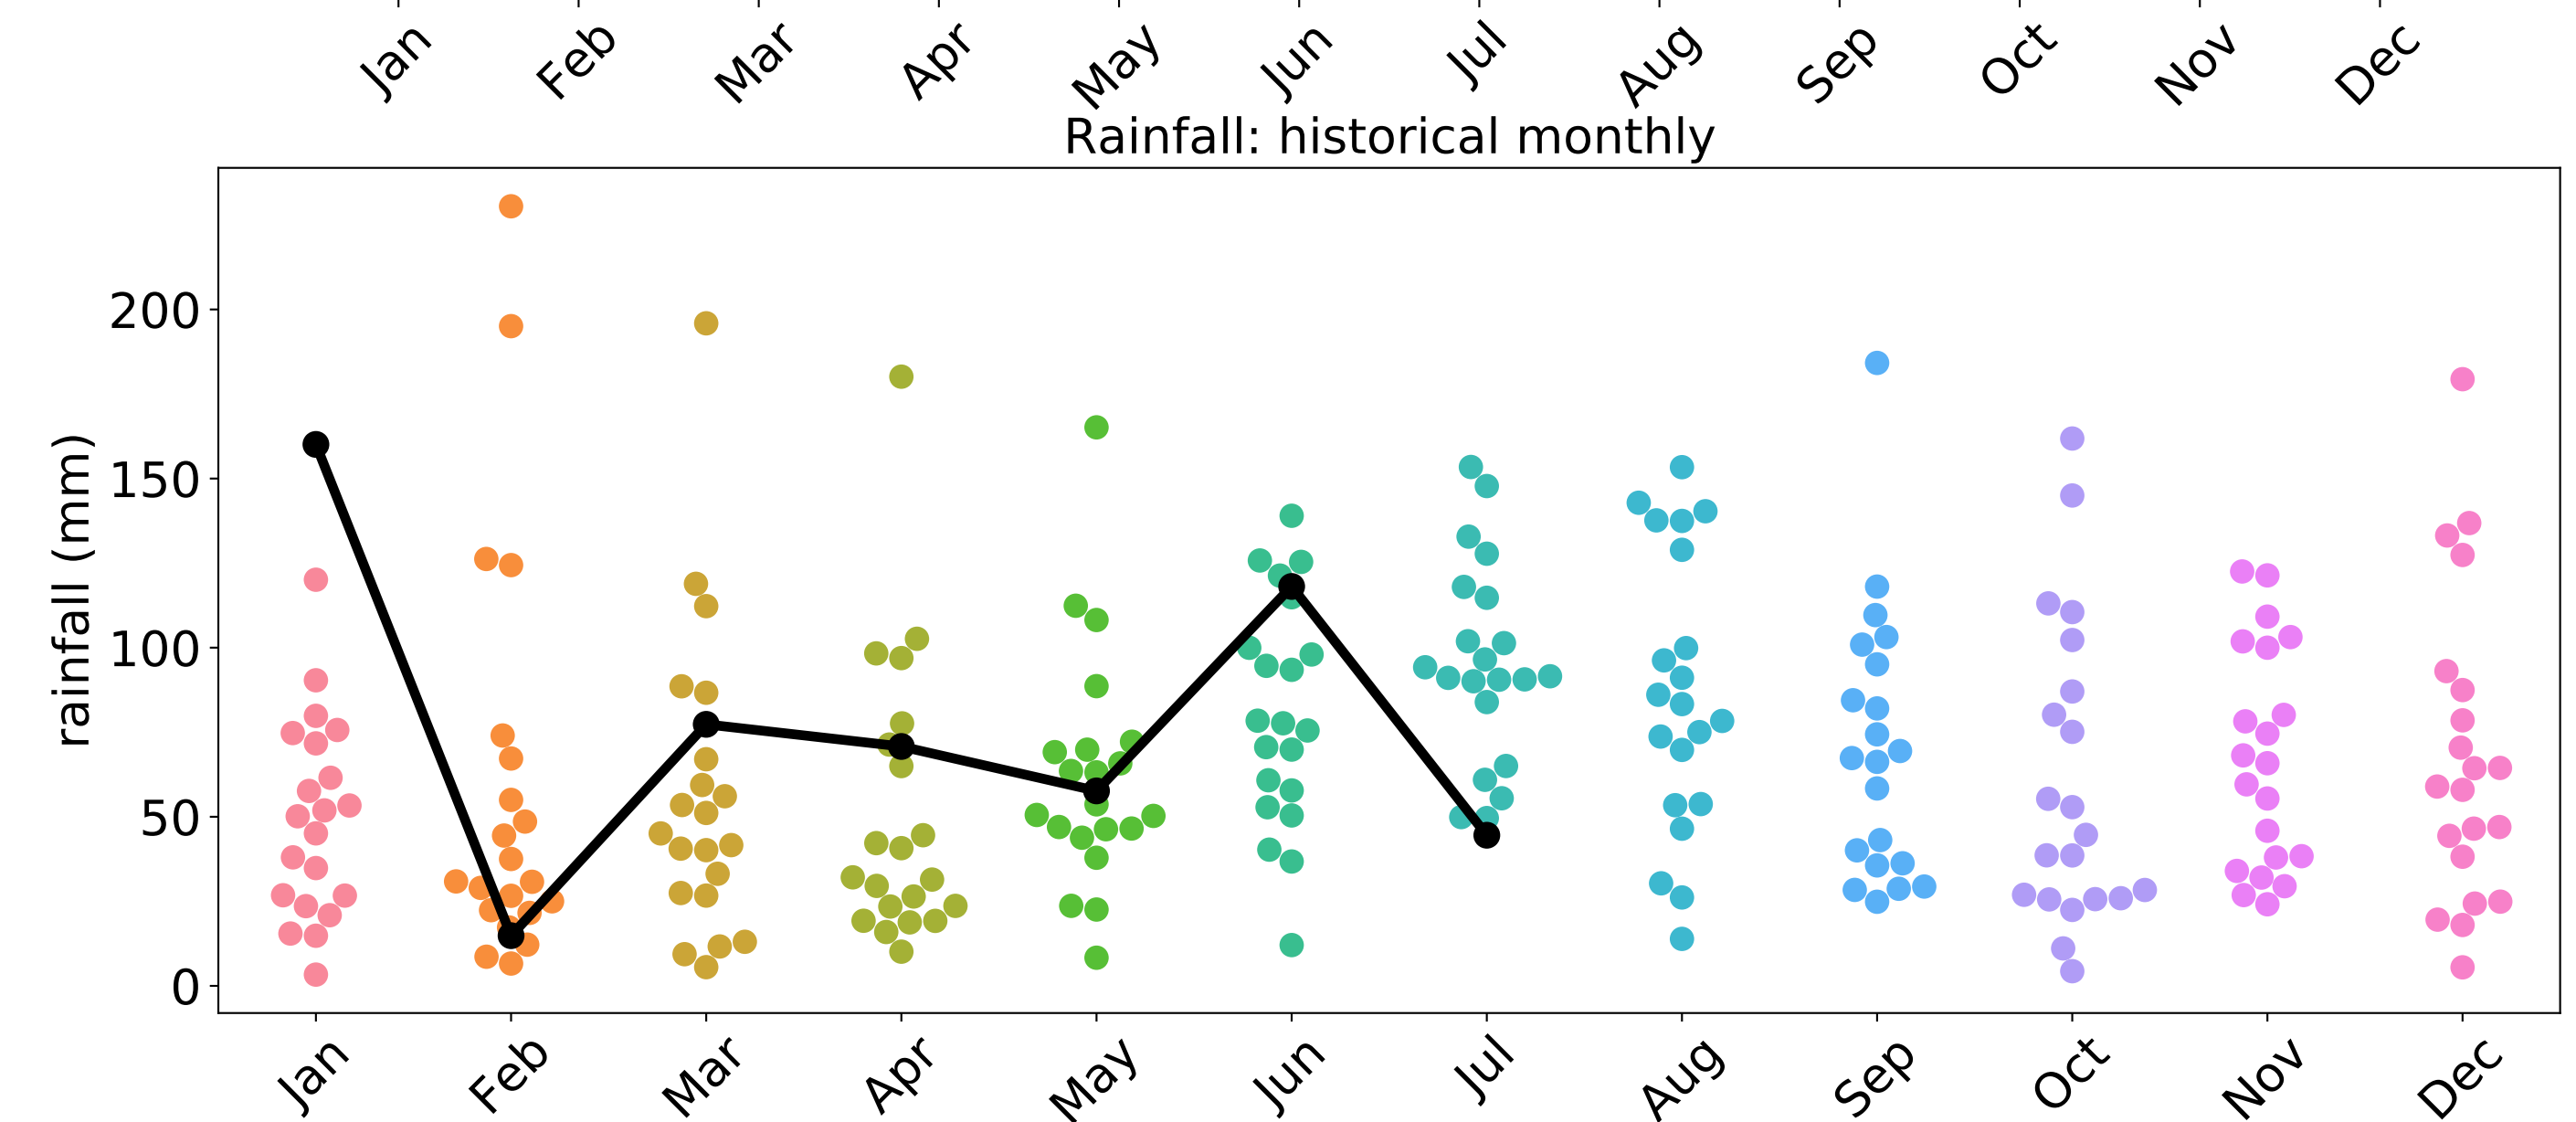 Jan Feb Mar Apr May Jun Jul Aug Sep Oct Nov Dec
Rainfall: historical monthly
rainfall (mm)
200
150
100
50
0
Jan Feb Mar Apr May Jun Jul Aug Sep Oct Nov Dec